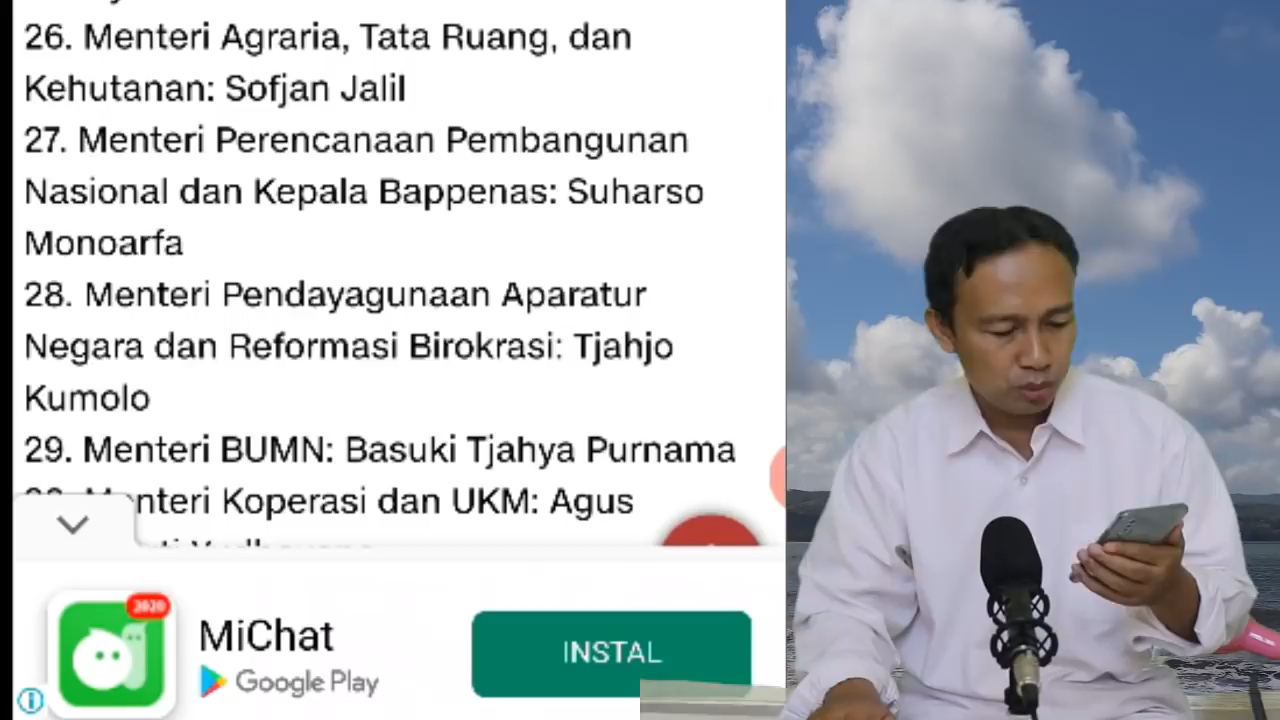 26. Menteri Agraria, Tata Ruang, dan
Kehutanan: Sofjan Jalil
27. Menteri Perencanaan Pembangunan
Nasional dan Kepala Bappenas: Suharso
Monoarfa
28. Menteri Pendayagunaan Aparatur
Negara dan Reformasi Birokrasi: Tjahjo
Kumolo
29. Menteri BUMN: Basuki Tjahya Purnama
Menteri Koperasi dan UKM: Agus
2020
MiChat
Google Play
INSTAL